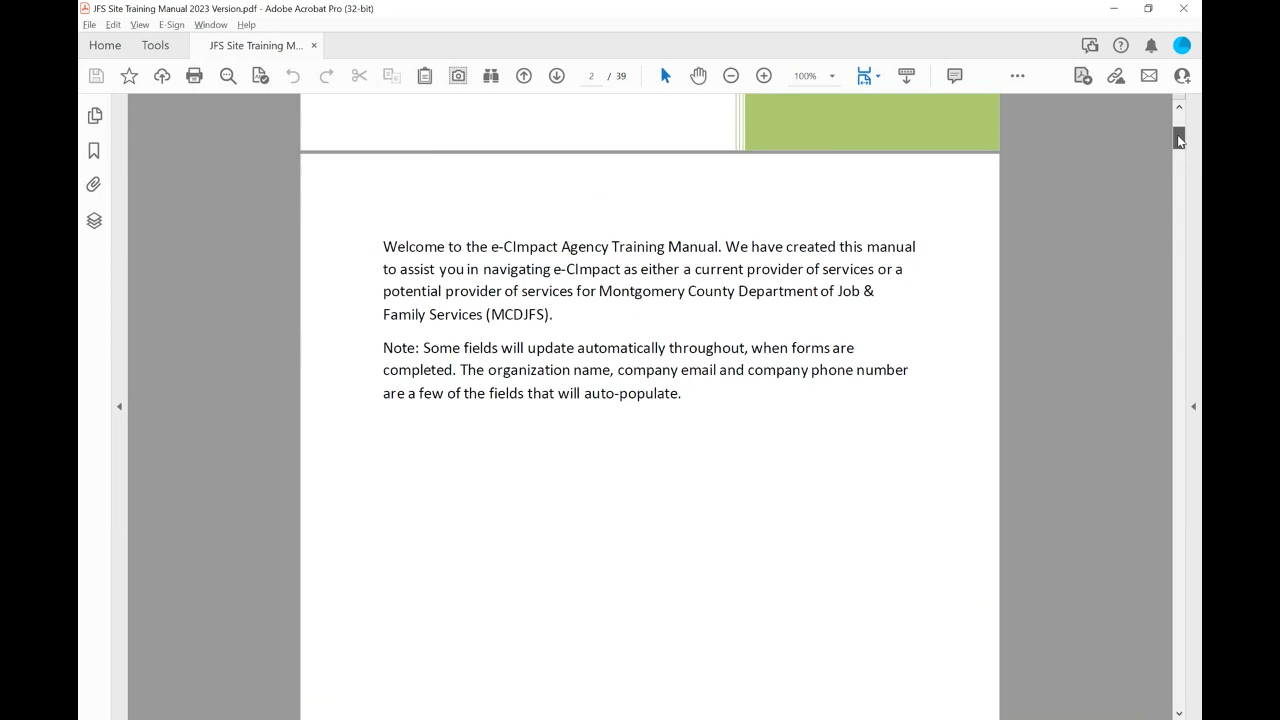 JFS Site Training Manual 2023 Version.pdf - Adobe Acrobat Pro (32-bit)
File Edit View E-Sign Window Help
Home Tools JFS Site Training M... ×
2 / 39 100%
Welcome to the e-CImpact Agency Training Manual. We have created this manual
to assist you in navigating e-CImpact as either a current provider of services or a
potential provider of services for Montgomery County Department of Job &
Family Services (MCDJFS).
Note: Some fields will update automatically throughout, when forms are
completed. The organization name, company email and company phone number
are a few of the fields that will auto-populate.